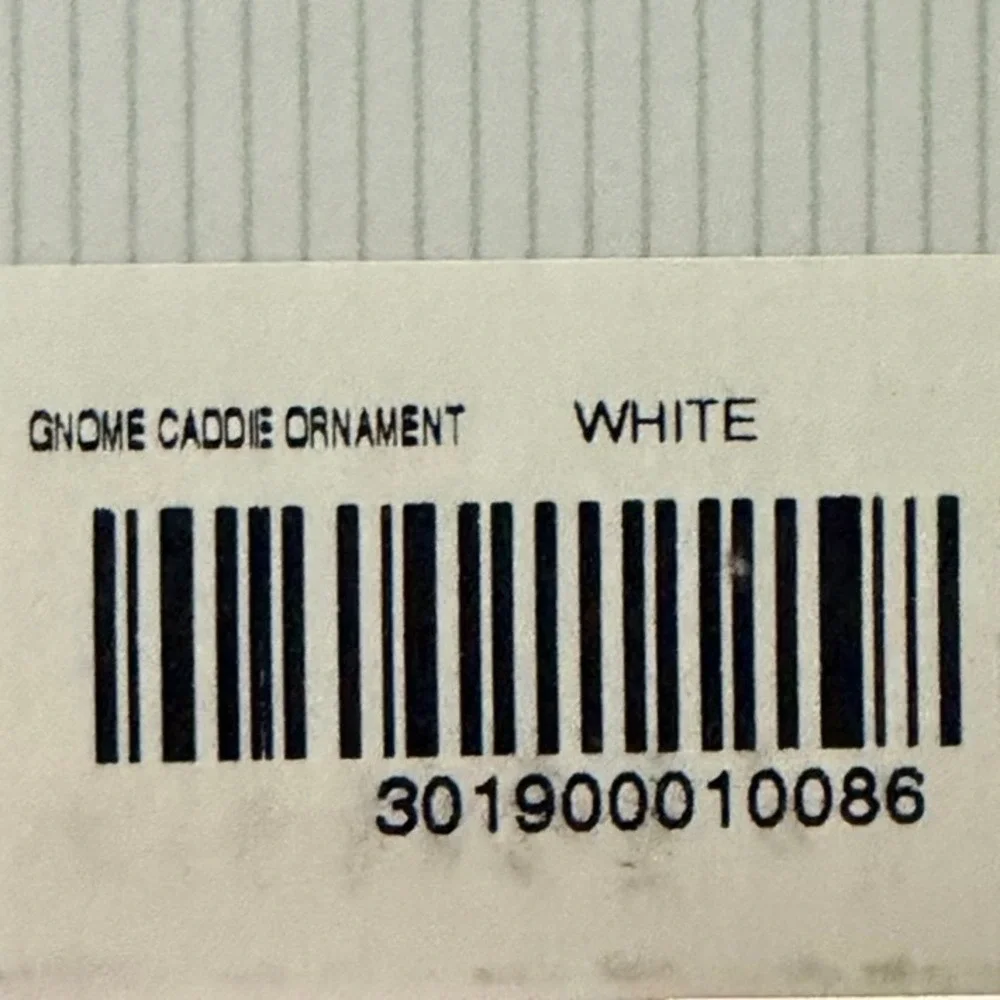 GNOME CADDIE ORNAMENT WHITE
301900010086